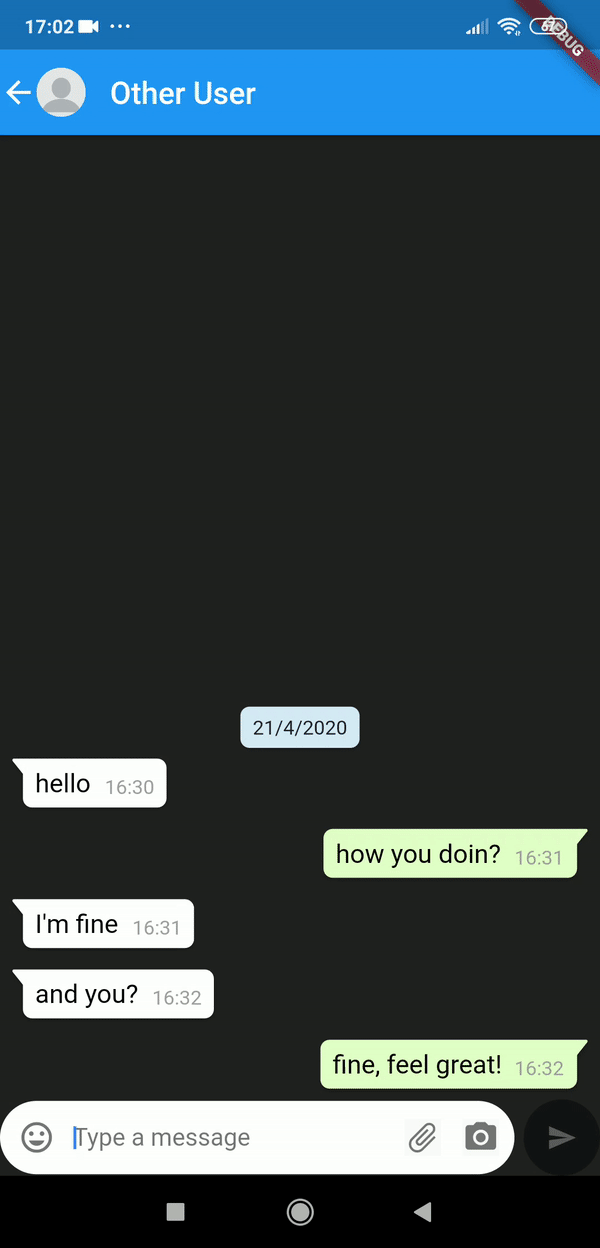 17:02
DEBUG
Other User
21/4/2020
hello 16:30
how you doin? 16:31
I'm fine 16:31
and you? 16:32
fine, feel great! 16:32
Type a message